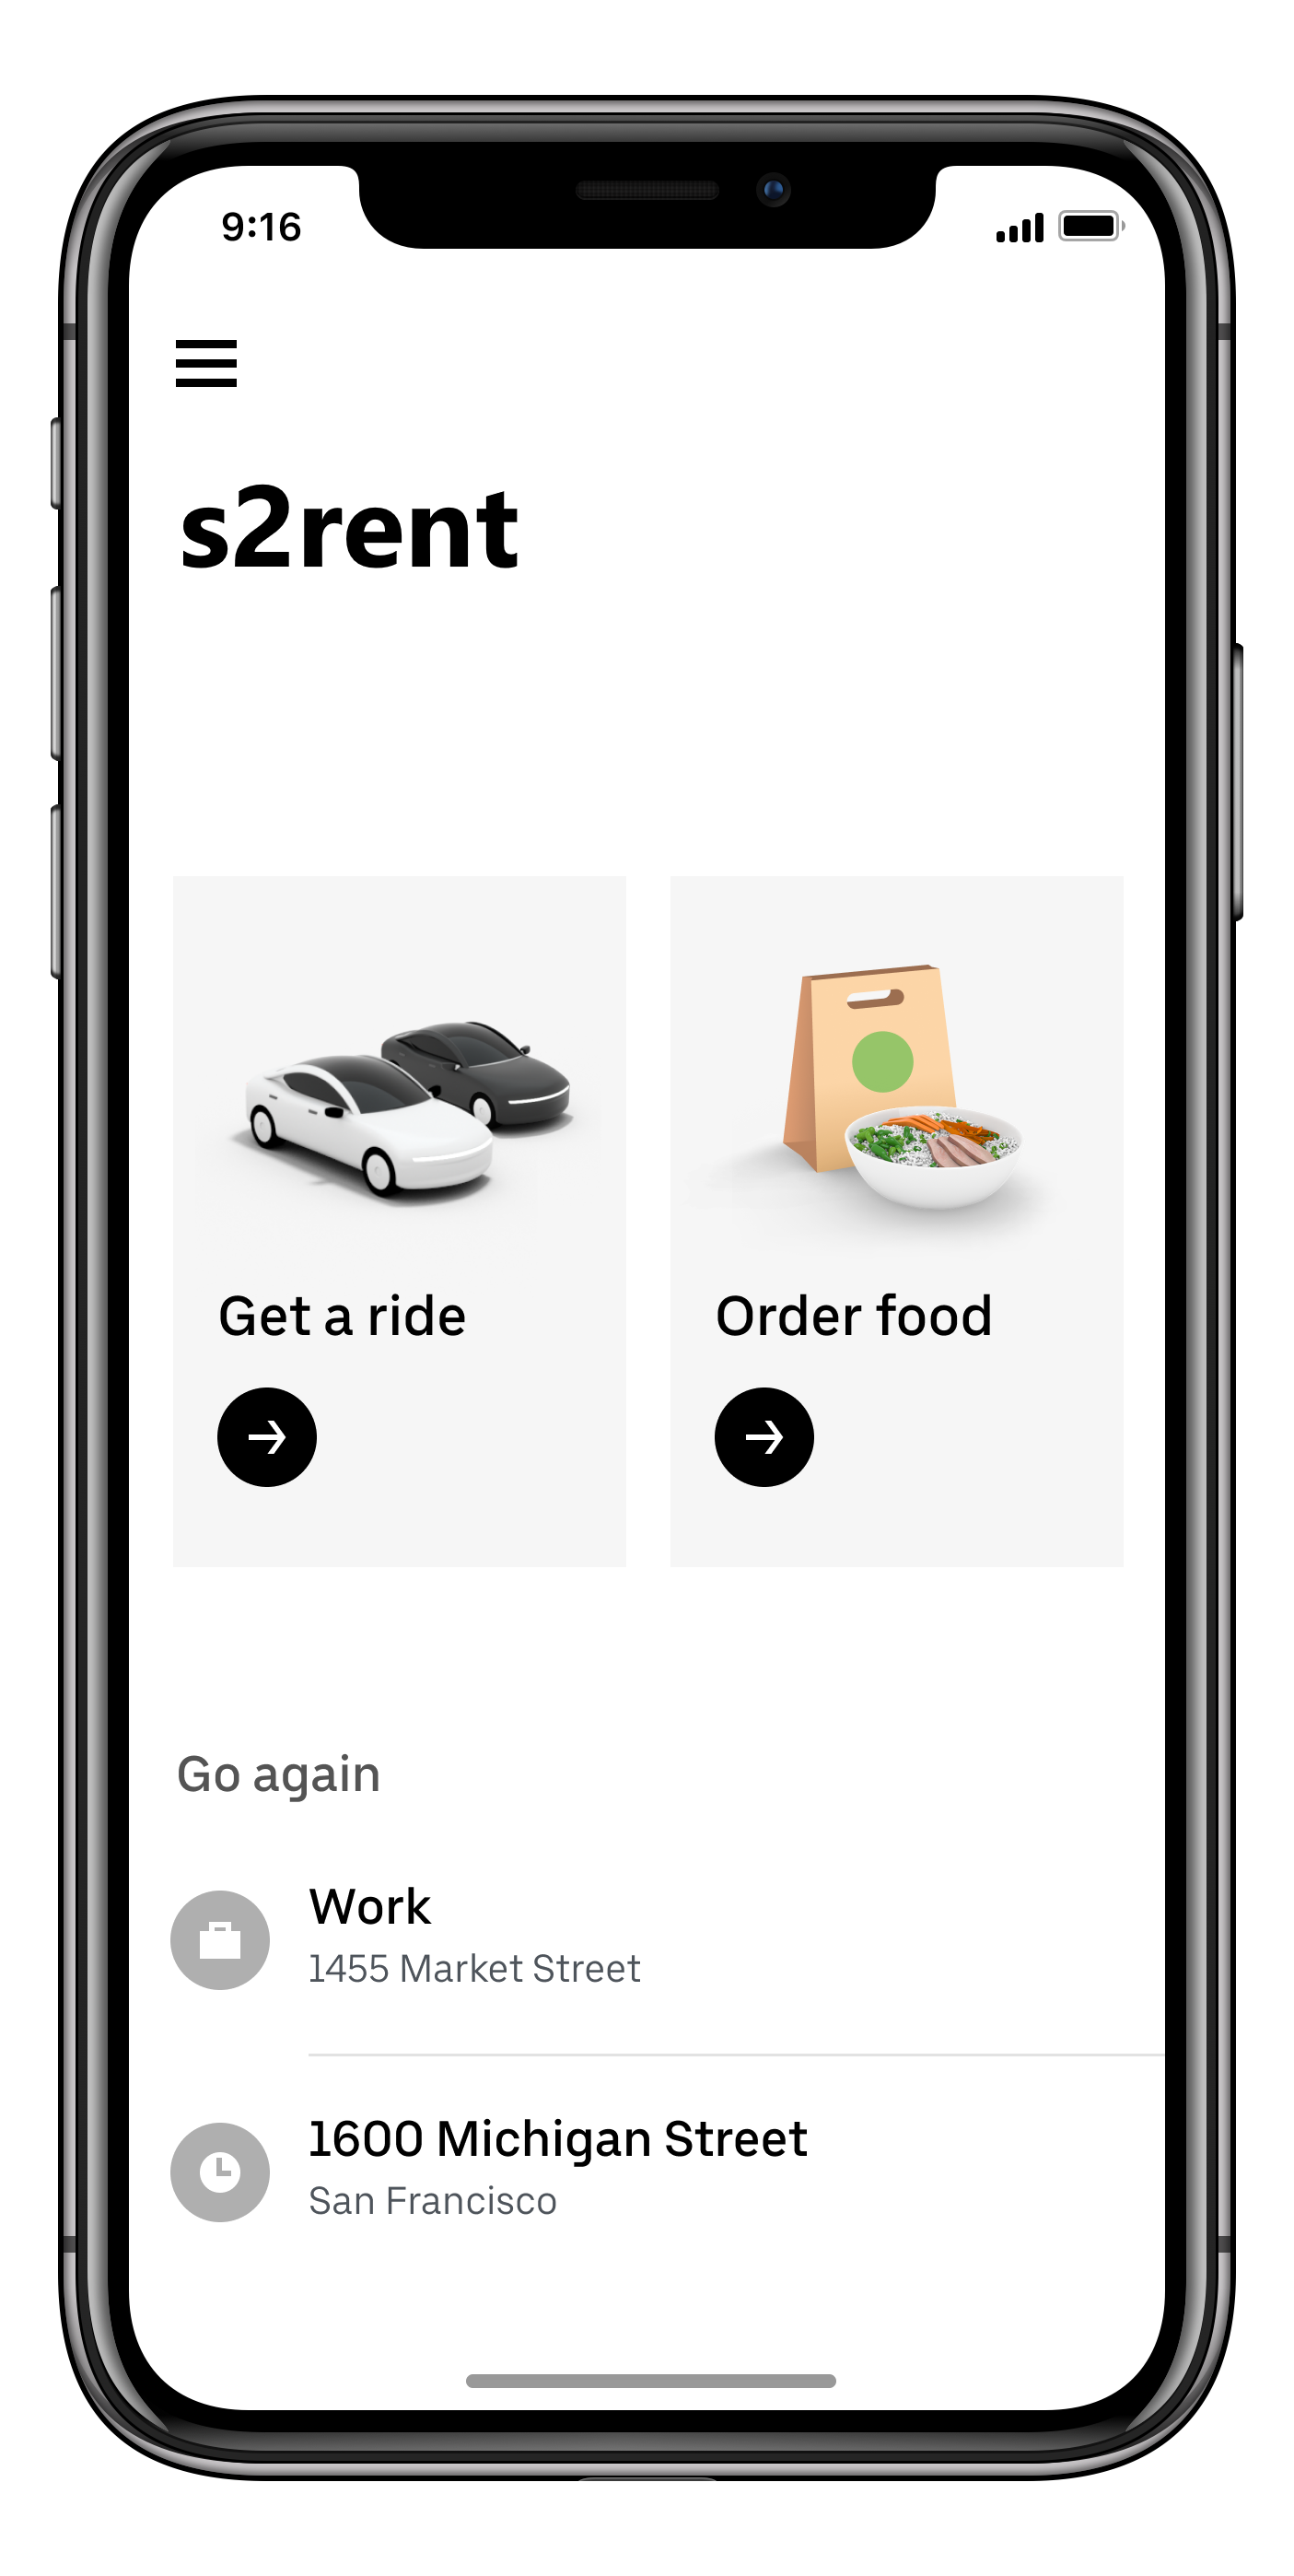 9:16
s2rent
Get a ride
Order food
Go again
Work
1455 Market Street
1600 Michigan Street
San Francisco